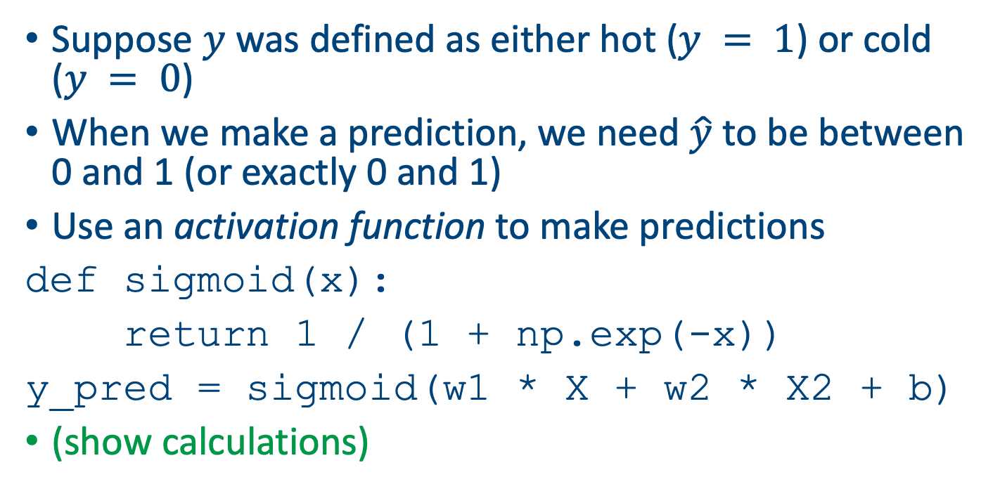 • Suppose y was defined as either hot (y = 1) or cold
(y = 0)
• When we make a prediction, we need ŷ to be between
0 and 1 (or exactly 0 and 1)
• Use an activation function to make predictions
def sigmoid(x):
    return 1 / (1 + np.exp(-x))
y_pred = sigmoid(w1 * X + w2 * X2 + b)
• (show calculations)